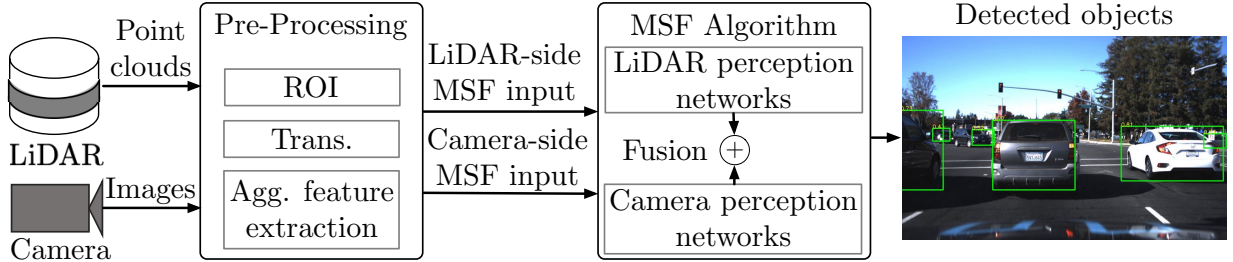 Point
clouds
LiDAR
Images
Camera
Pre-Processing
ROI
Trans.
Agg. feature
extraction
LiDAR-side
MSF input
Camera-side
MSF input
MSF Algorithm
LiDAR perception
networks
Fusion
+
Camera perception
networks
Detected objects